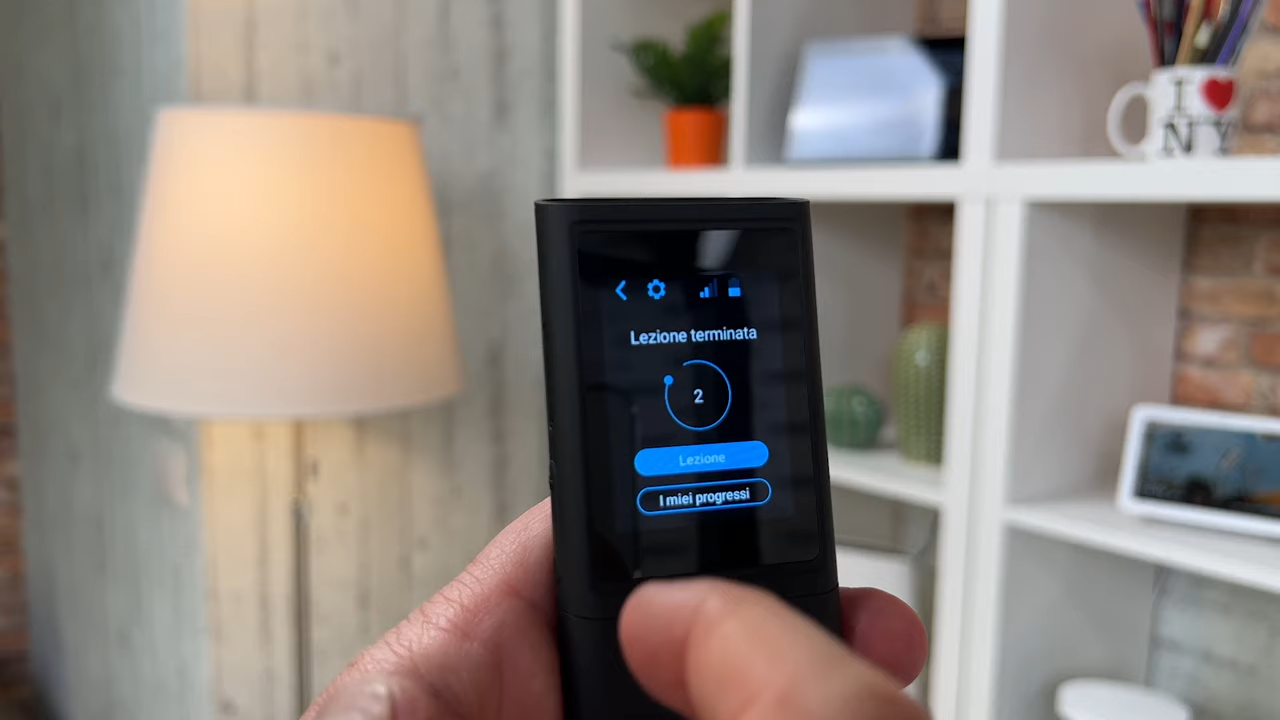 I
NY
Lezione terminata
2
Lezione
I miei progressi